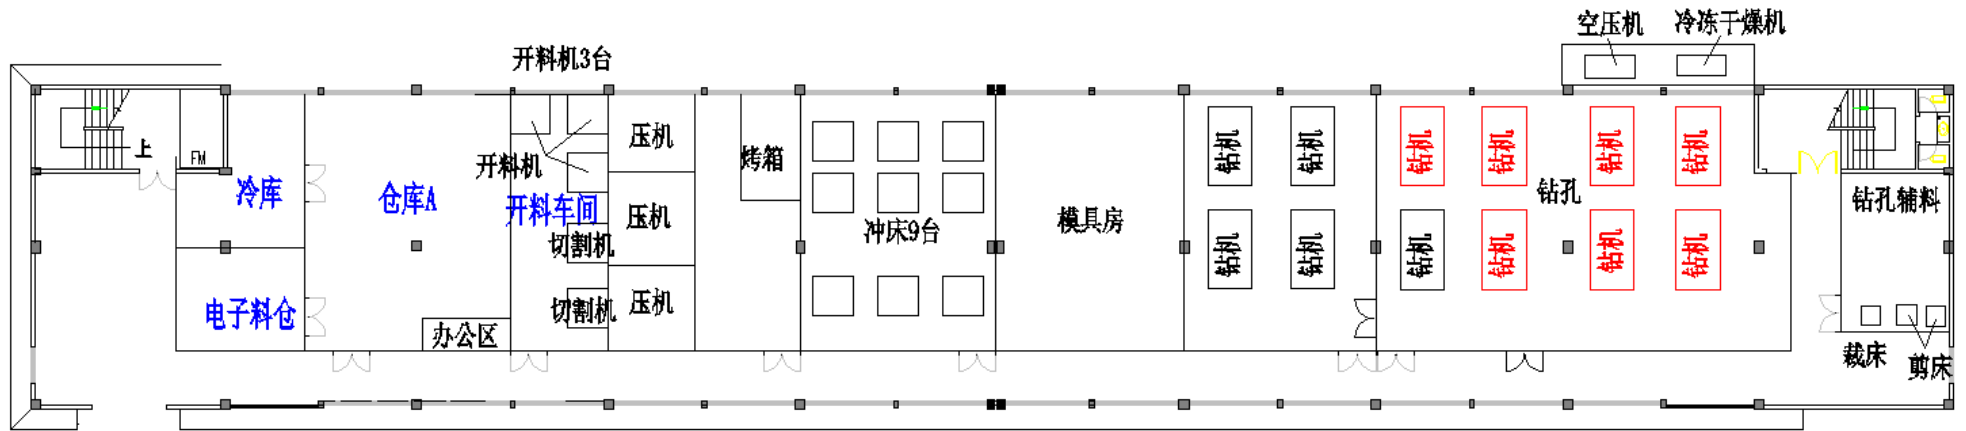 空压机
冷冻干燥机
开料机3台
上
FM
压机
烤箱
钻机
钻机
钻机
钻机
钻机
钻机
开料机
冷库
仓库A
开料车间
压机
钻孔
钻孔辅料
模具房
冲床9台
切割机
钻机
钻机
钻机
钻机
钻机
钻机
电子料仓
切割机
压机
办公区
裁床
剪床